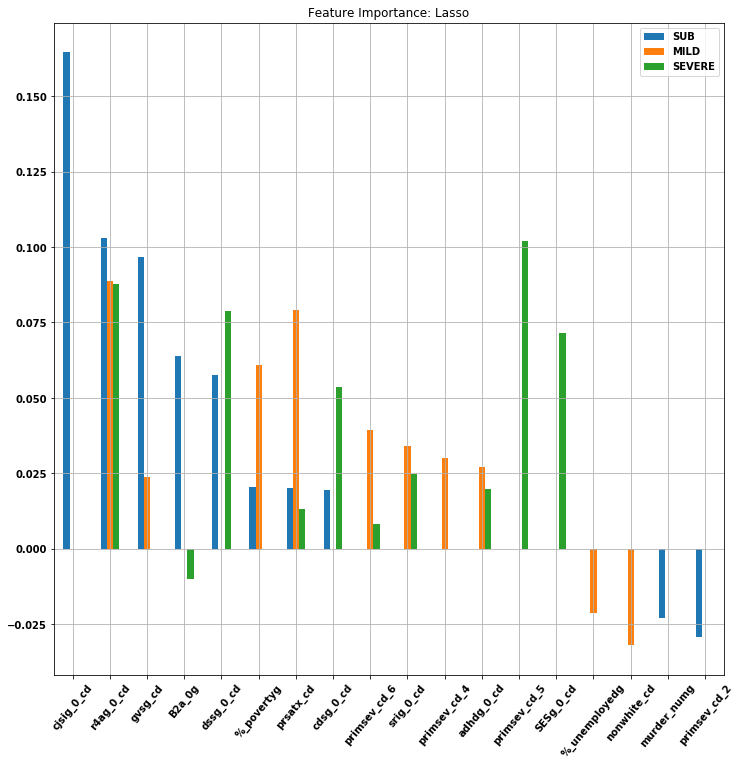 Feature Importance: Lasso
SUB
MILD
SEVERE
0.150
0.125
0.100
0.075
0.050
0.025
0.000
−0.025
cjsig_0_cd
r4ag_0_cd
gvsg_cd
B2a_0g
dssg_0_cd
%_povertyg
prsatx_cd
cdsg_0_cd
primsev_cd_6
srig_0_cd
primsev_cd_4
adhdg_0_cd
primsev_cd_5
SESg_0_cd
%_unemployedg
nonwhite_cd
murder_numg
primsev_cd_2